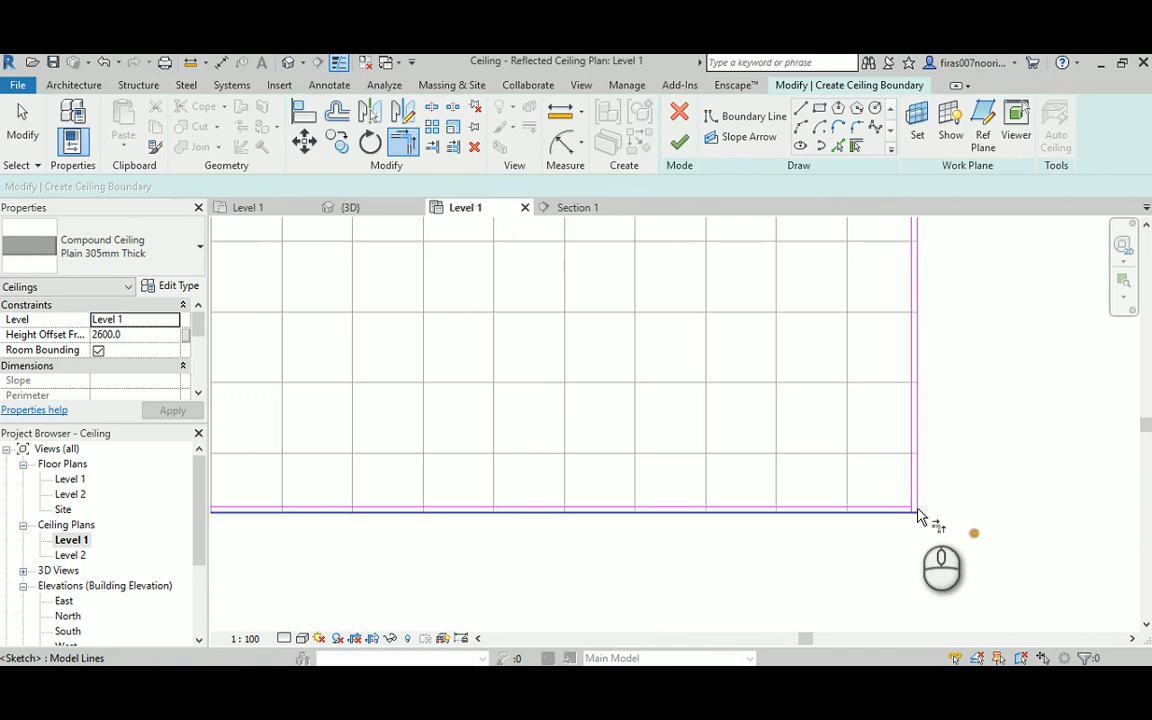 Ceiling - Reflected Ceiling Plan: Level 1
Type a keyword or phrase
firas007noori...
File Architecture Structure Steel Systems Insert Annotate Analyze Massing & Site Collaborate View Manage Add-Ins Enscape™ Modify | Create Ceiling Boundary
Modify
Properties
Paste
Cope
Cut
Join
Boundary Line
Slope Arrow
Set
Show
Ref
Plane
Viewer
Auto
Ceiling
Select Properties Clipboard Geometry Modify View Measure Create Mode Draw Work Plane Tools
Modify | Create Ceiling Boundary
Properties
Level 1
{3D}
Level 1
Section 1
Compound Ceiling
Plain 305mm Thick
Ceilings
Edit Type
Constraints
Level Level 1
Height Offset Fr... 2600.0
Room Bounding
Dimensions
Slope
Perimeter
Properties help
Apply
Project Browser - Ceiling
Views (all)
Floor Plans
Level 1
Level 2
Site
Ceiling Plans
Level 1
Level 2
3D Views
Elevations (Building Elevation)
East
North
South
West
1 : 100
<Sketch> : Model Lines
:0
Main Model
:0